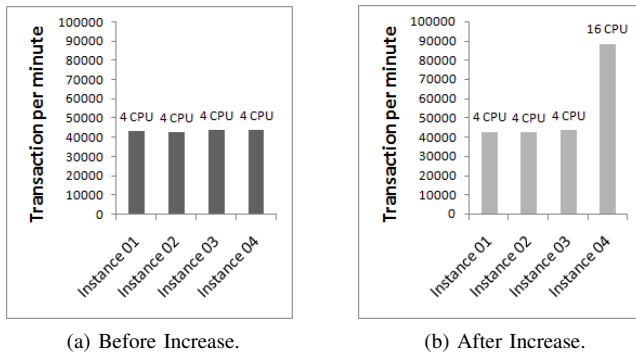 Transaction per minute
100000
90000
80000
70000
60000
50000
40000
30000
20000
10000
0
4 CPU 4 CPU 4 CPU 4 CPU
Instance 01
Instance 02
Instance 03
Instance 04
(a) Before Increase.
Transaction per minute
100000
90000
80000
70000
60000
50000
40000
30000
20000
10000
0
16 CPU
4 CPU 4 CPU 4 CPU
Instance 01
Instance 02
Instance 03
Instance 04
(b) After Increase.